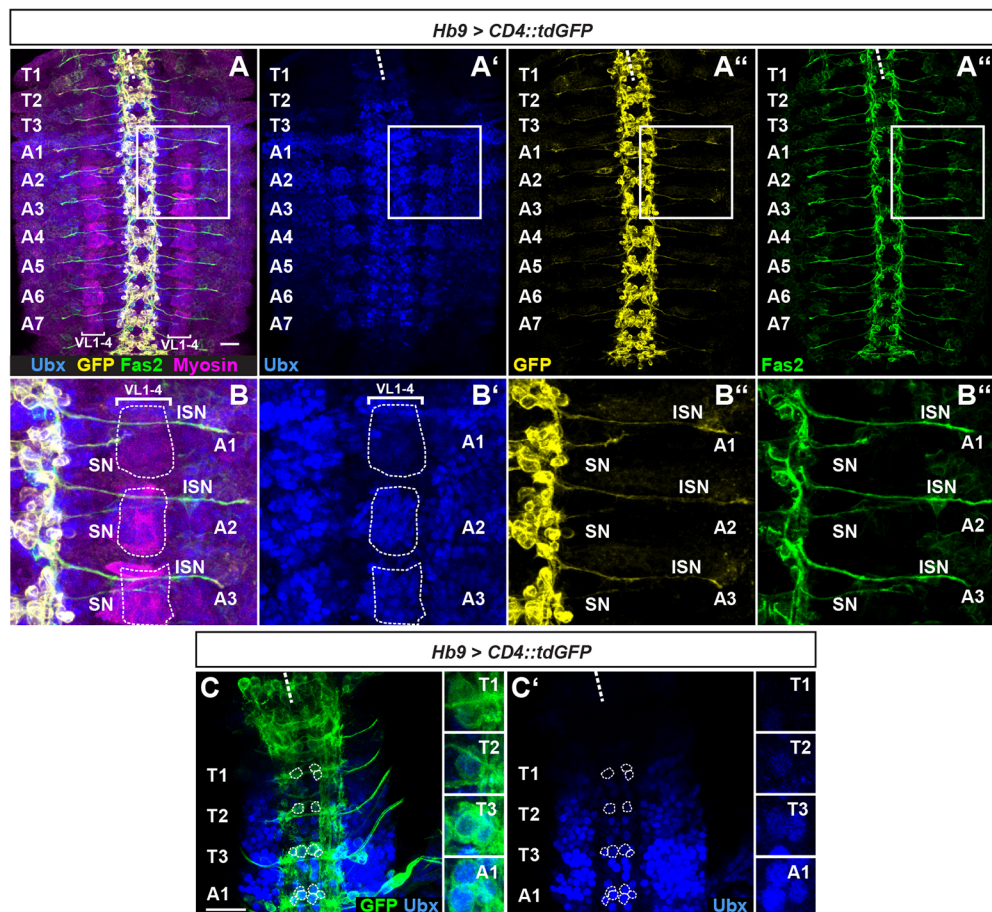 Hb9 > CD4::tdGFP
A
T1
T2
T3
A1
A2
A3
A4
A5
A6
A7
VL1-4
VL1-4
Ubx GFP Fas2 Myosin
A‘
T1
T2
T3
A1
A2
A3
A4
A5
A6
A7
Ubx
A“
T1
T2
T3
A1
A2
A3
A4
A5
A6
A7
GFP
A“‘
T1
T2
T3
A1
A2
A3
A4
A5
A6
A7
Fas2
VL1-4
B
ISN
A1
SN
ISN
SN
A2
ISN
SN
A3
VL1-4
B‘
A1
A2
A3
B“
ISN
A1
SN
ISN
SN
A2
ISN
SN
A3
B“‘
ISN
A1
SN
ISN
SN
A2
ISN
SN
A3
Hb9 > CD4::tdGFP
C
T1
T2
T3
A1
GFP Ubx
T1
T2
T3
A1
C‘
T1
T2
T3
A1
Ubx
T1
T2
T3
A1